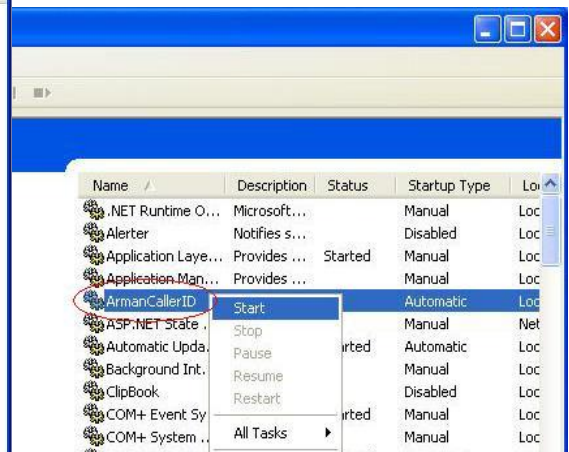 Name Description Status Startup Type Loc
.NET Runtime O... Microsoft... Manual Loc
Alerter Notifies s... Disabled Loc
Application Laye... Provides ... Started Manual Loc
Application Man... Provides ... Manual Loc
ArmanCallerID Start Automatic Loc
ASP.NET State . Stop Manual Net
Automatic Upda. Pause rted Automatic Loc
Background Int. Resume Manual Loc
ClipBook Restart Disabled Loc
COM+ Event Sy rted Manual Loc
COM+ System .. All Tasks Manual Loc